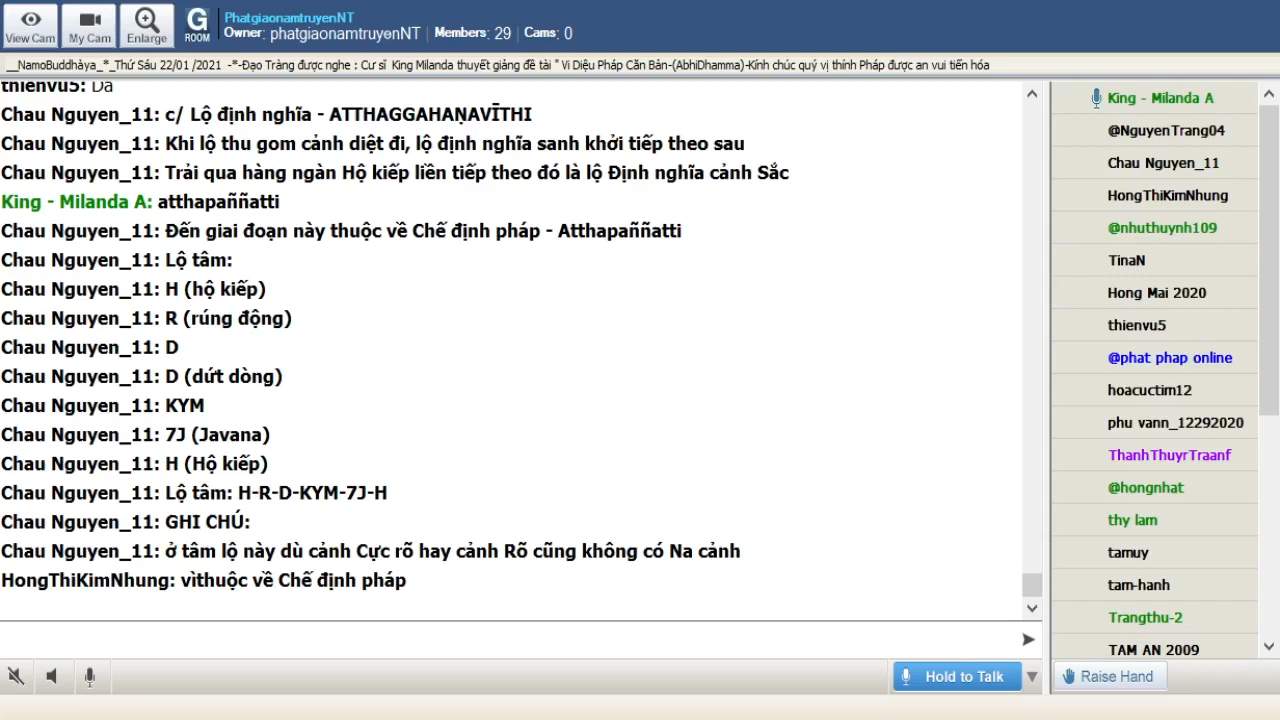 View Cam
My Cam
Enlarge
G
ROOM
PhatgiaonamtruyenNT
Owner: phatgiaonamtruyenNT | Members: 29 | Cams: 0
__NamoBuddhàya_*_Thứ Sáu 22/01 /2021 -*-Đạo Tràng được nghe : Cư sĩ King Milanda thuyết giảng đề tài " Vi Diệu Pháp Căn Bản-(AbhiDhamma)-Kính chúc quý vị thính Pháp được an vui tiến hóa
thienvu5: Dạ
Chau Nguyen_11: c/ Lộ định nghĩa - ATTHAGGAHAṆAVĪTHI
Chau Nguyen_11: Khi lộ thu gom cảnh diệt đi, lộ định nghĩa sanh khởi tiếp theo sau
Chau Nguyen_11: Trải qua hàng ngàn Hộ kiếp liền tiếp theo đó là lộ Định nghĩa cảnh Sắc
King - Milanda A: atthapaññatti
Chau Nguyen_11: Đến giai đoạn này thuộc về Chế định pháp - Atthapaññatti
Chau Nguyen_11: Lộ tâm:
Chau Nguyen_11: H (hộ kiếp)
Chau Nguyen_11: R (rúng động)
Chau Nguyen_11: D
Chau Nguyen_11: D (dứt dòng)
Chau Nguyen_11: KYM
Chau Nguyen_11: 7J (Javana)
Chau Nguyen_11: H (Hộ kiếp)
Chau Nguyen_11: Lộ tâm: H-R-D-KYM-7J-H
Chau Nguyen_11: GHI CHÚ:
Chau Nguyen_11: ở tâm lộ này dù cảnh Cực rõ hay cảnh Rõ cũng không có Na cảnh
HongThiKimNhung: vìthuộc về Chế định pháp
King - Milanda A
@NguyenTrang04
Chau Nguyen_11
HongThiKimNhung
@nhuthuynh109
TinaN
Hong Mai 2020
thienvu5
@phat phap online
hoacuctim12
phu vann_12292020
ThanhThuyrTraanf
@hongnhat
thy lam
tamuy
tam-hanh
Trangthu-2
TAM AN 2009
Hold to Talk
Raise Hand